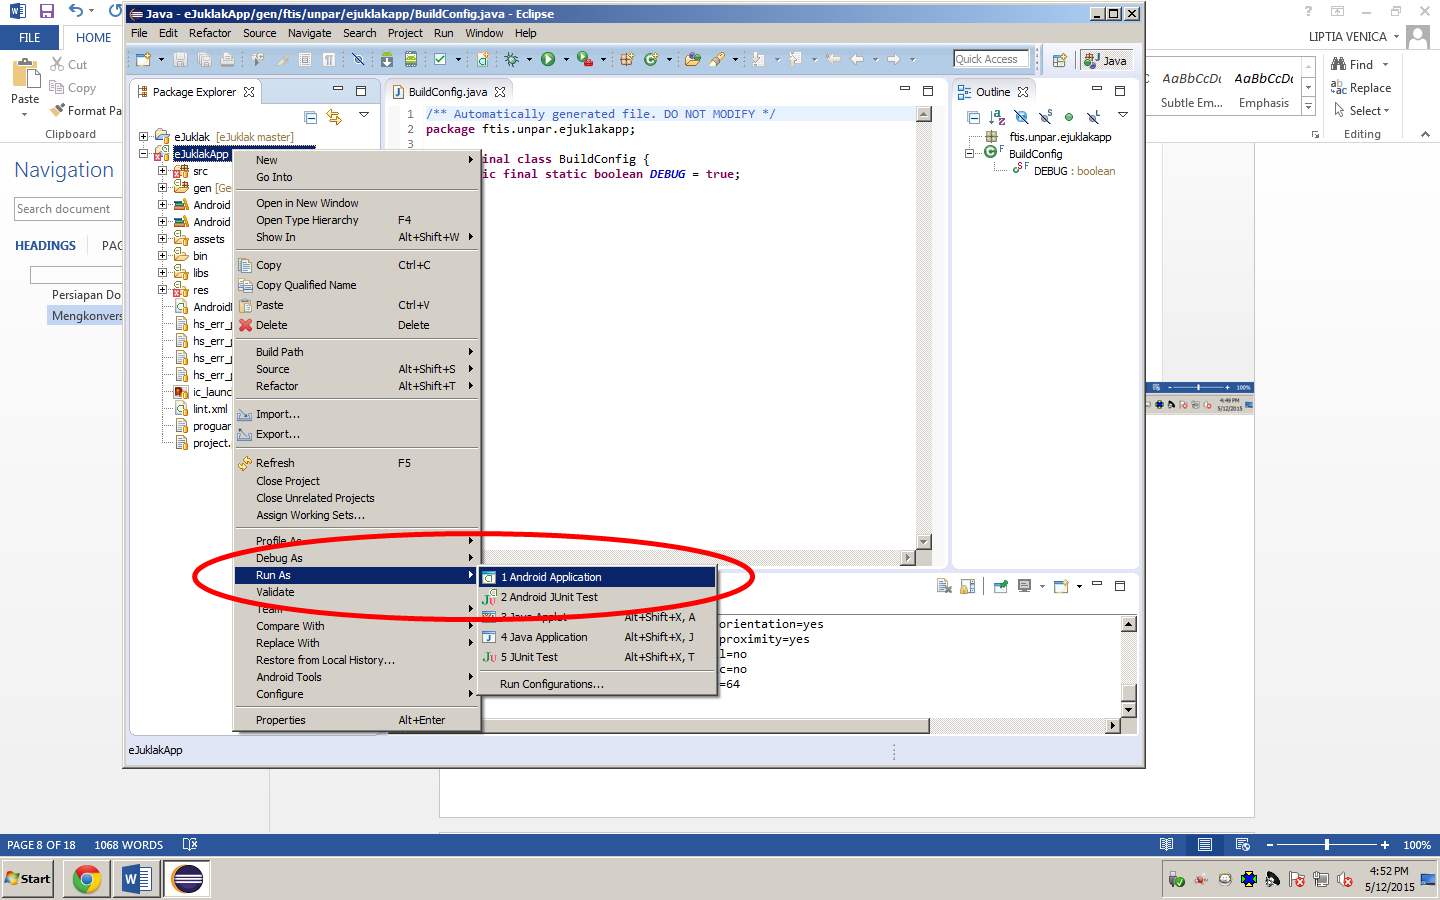 Java - eJuklakApp/gen/ftis/unpar/ejuklakapp/BuildConfig.java - Eclipse
File Edit Refactor Source Navigate Search Project Run Window Help
FILE HOME
LIPTIA VENICA
Cut
Copy
Format Pa
Paste
Clipboard
Quick Access
Java
AaBbCcDc AaBbCcDc
Subtle Em... Emphasis
Find
Replace
Select
Editing
Navigation
Search document
HEADINGS PAG
Persiapan Do
Mengkonvers
Package Explorer
eJuklak [eJuklak master]
eJuklakApp
src
gen [Ge
Android
Android
assets
bin
libs
res
Android
hs_err_p
hs_err_p
hs_err_p
hs_err_p
ic_launc
lint.xml
proguar
project.
BuildConfig.java
1 /** Automatically generated file. DO NOT MODIFY */
2 package ftis.unpar.ejuklakapp;
3
inal class BuildConfig {
ic final static boolean DEBUG = true;
Outline
ftis.unpar.ejuklakapp
BuildConfig
DEBUG : boolean
New
Go Into
Open in New Window
Open Type Hierarchy F4
Show In Alt+Shift+W
Copy Ctrl+C
Copy Qualified Name
Paste Ctrl+V
Delete Delete
Build Path
Source Alt+Shift+S
Refactor Alt+Shift+T
Import...
Export...
Refresh F5
Close Project
Close Unrelated Projects
Assign Working Sets...
Profile As
Debug As
Run As
Validate
Team
Compare With
Replace With
Restore from Local History...
Android Tools
Configure
Properties Alt+Enter
1 Android Application
2 Android JUnit Test
3 Java Applet Alt+Shift+X, A
4 Java Application Alt+Shift+X, J
5 JUnit Test Alt+Shift+X, T
Run Configurations...
orientation=yes
proximity=yes
l=no
c=no
=64
100%
4:49 PM
5/12/2015
eJuklakApp
PAGE 8 OF 18 1068 WORDS
100%
Start
4:52 PM
5/12/2015